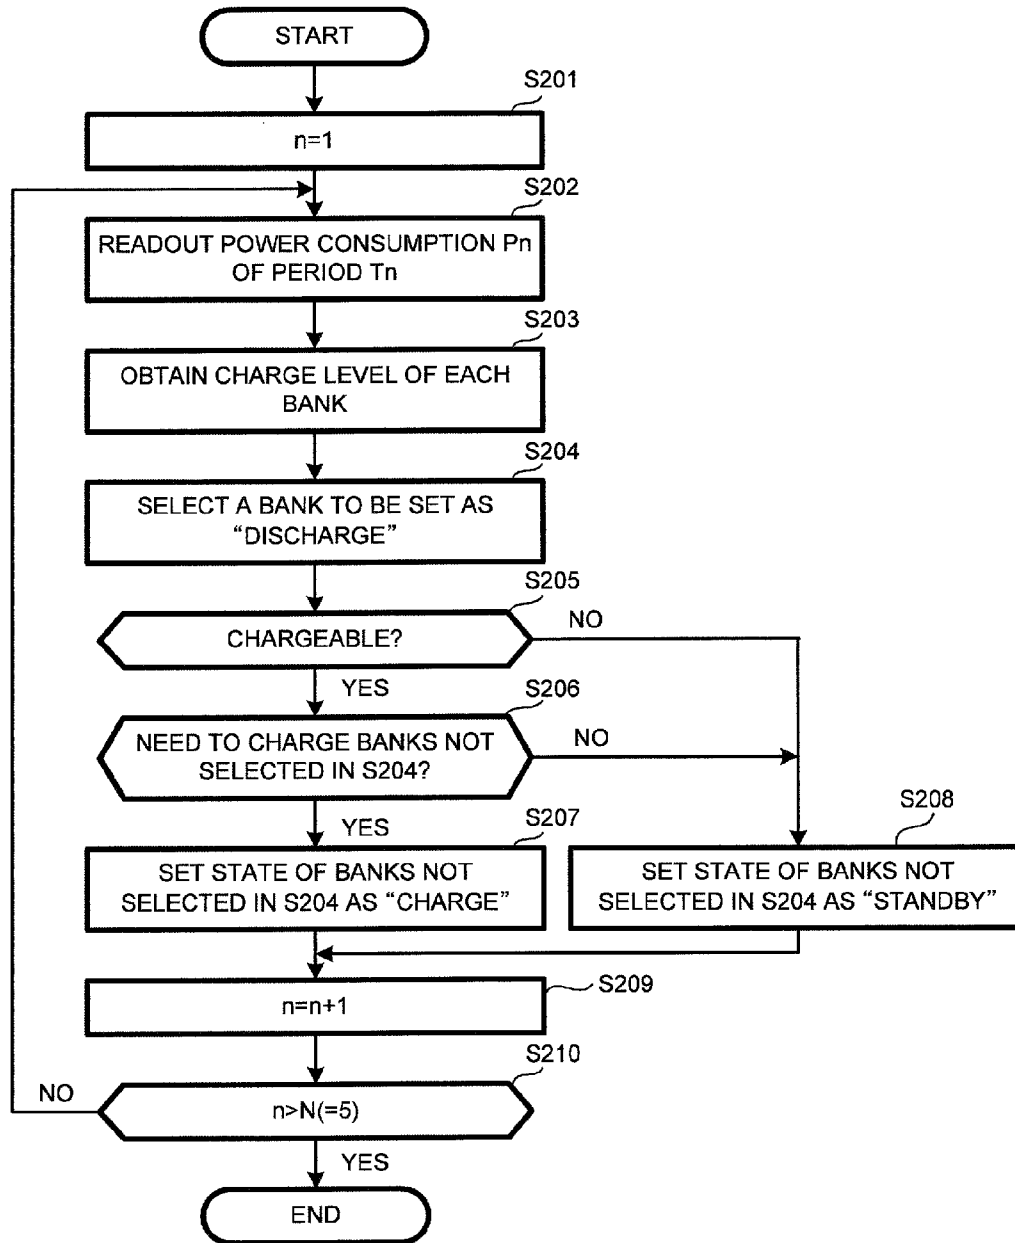 START
S201
n=1
S202
READOUT POWER CONSUMPTION Pn
OF PERIOD Tn
S203
OBTAIN CHARGE LEVEL OF EACH
BANK
S204
SELECT A BANK TO BE SET AS
“DISCHARGE”
S205
CHARGEABLE?
NO
YES
S206
NEED TO CHARGE BANKS NOT
SELECTED IN S204?
NO
YES
S207
SET STATE OF BANKS NOT
SELECTED IN S204 AS “CHARGE”
S208
SET STATE OF BANKS NOT
SELECTED IN S204 AS “STANDBY”
S209
n=n+1
S210
n>N(=5)
NO
YES
END